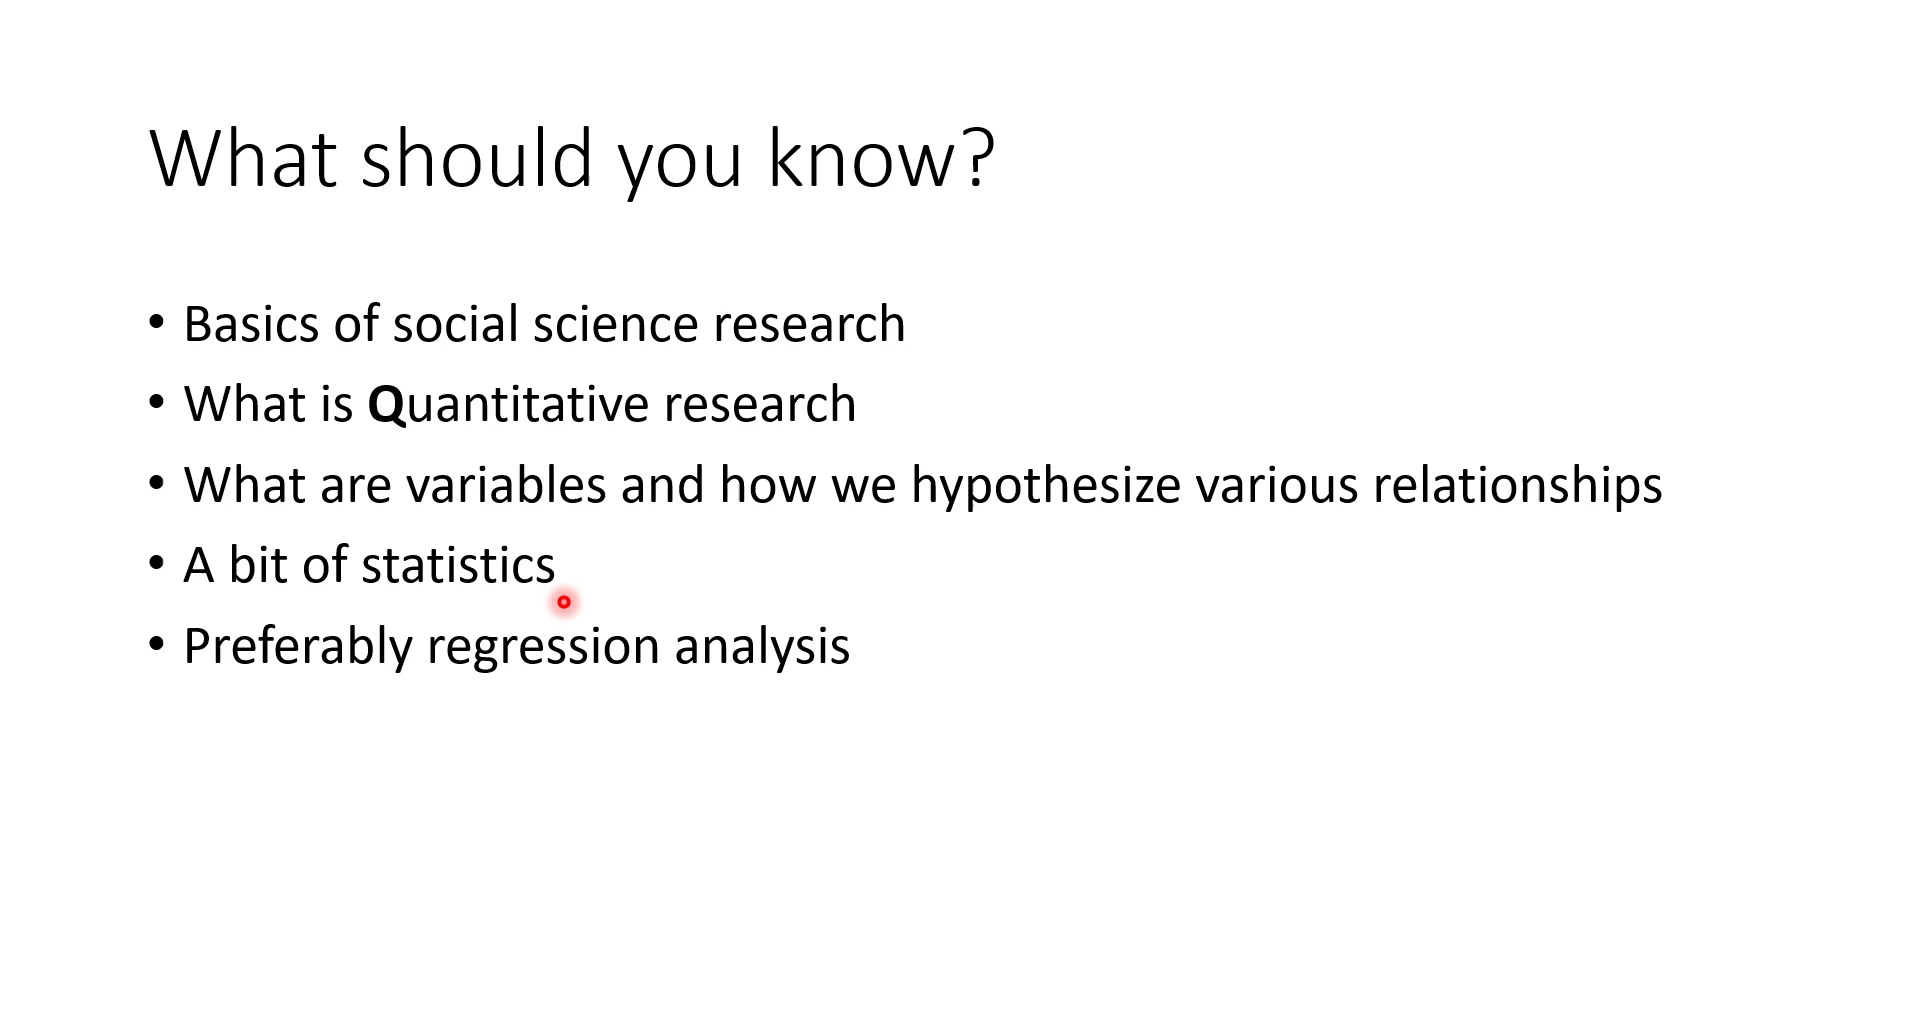 What should you know?
• Basics of social science research
• What is Quantitative research
• What are variables and how we hypothesize various relationships
• A bit of statistics
• Preferably regression analysis